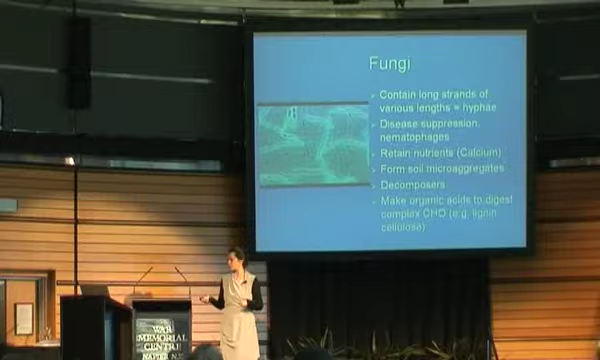 Fungi
Contain long strands of
various lengths = hyphae
Disease suppression,
nematophages
Retain nutrients (Calcium)
Form soil microaggregates
Decomposers
Make organic acids to digest
complex CHO (e.g. lignin
cellulose)
WAR
MEMORIAL
CENTRE
NAPIER N.Z.